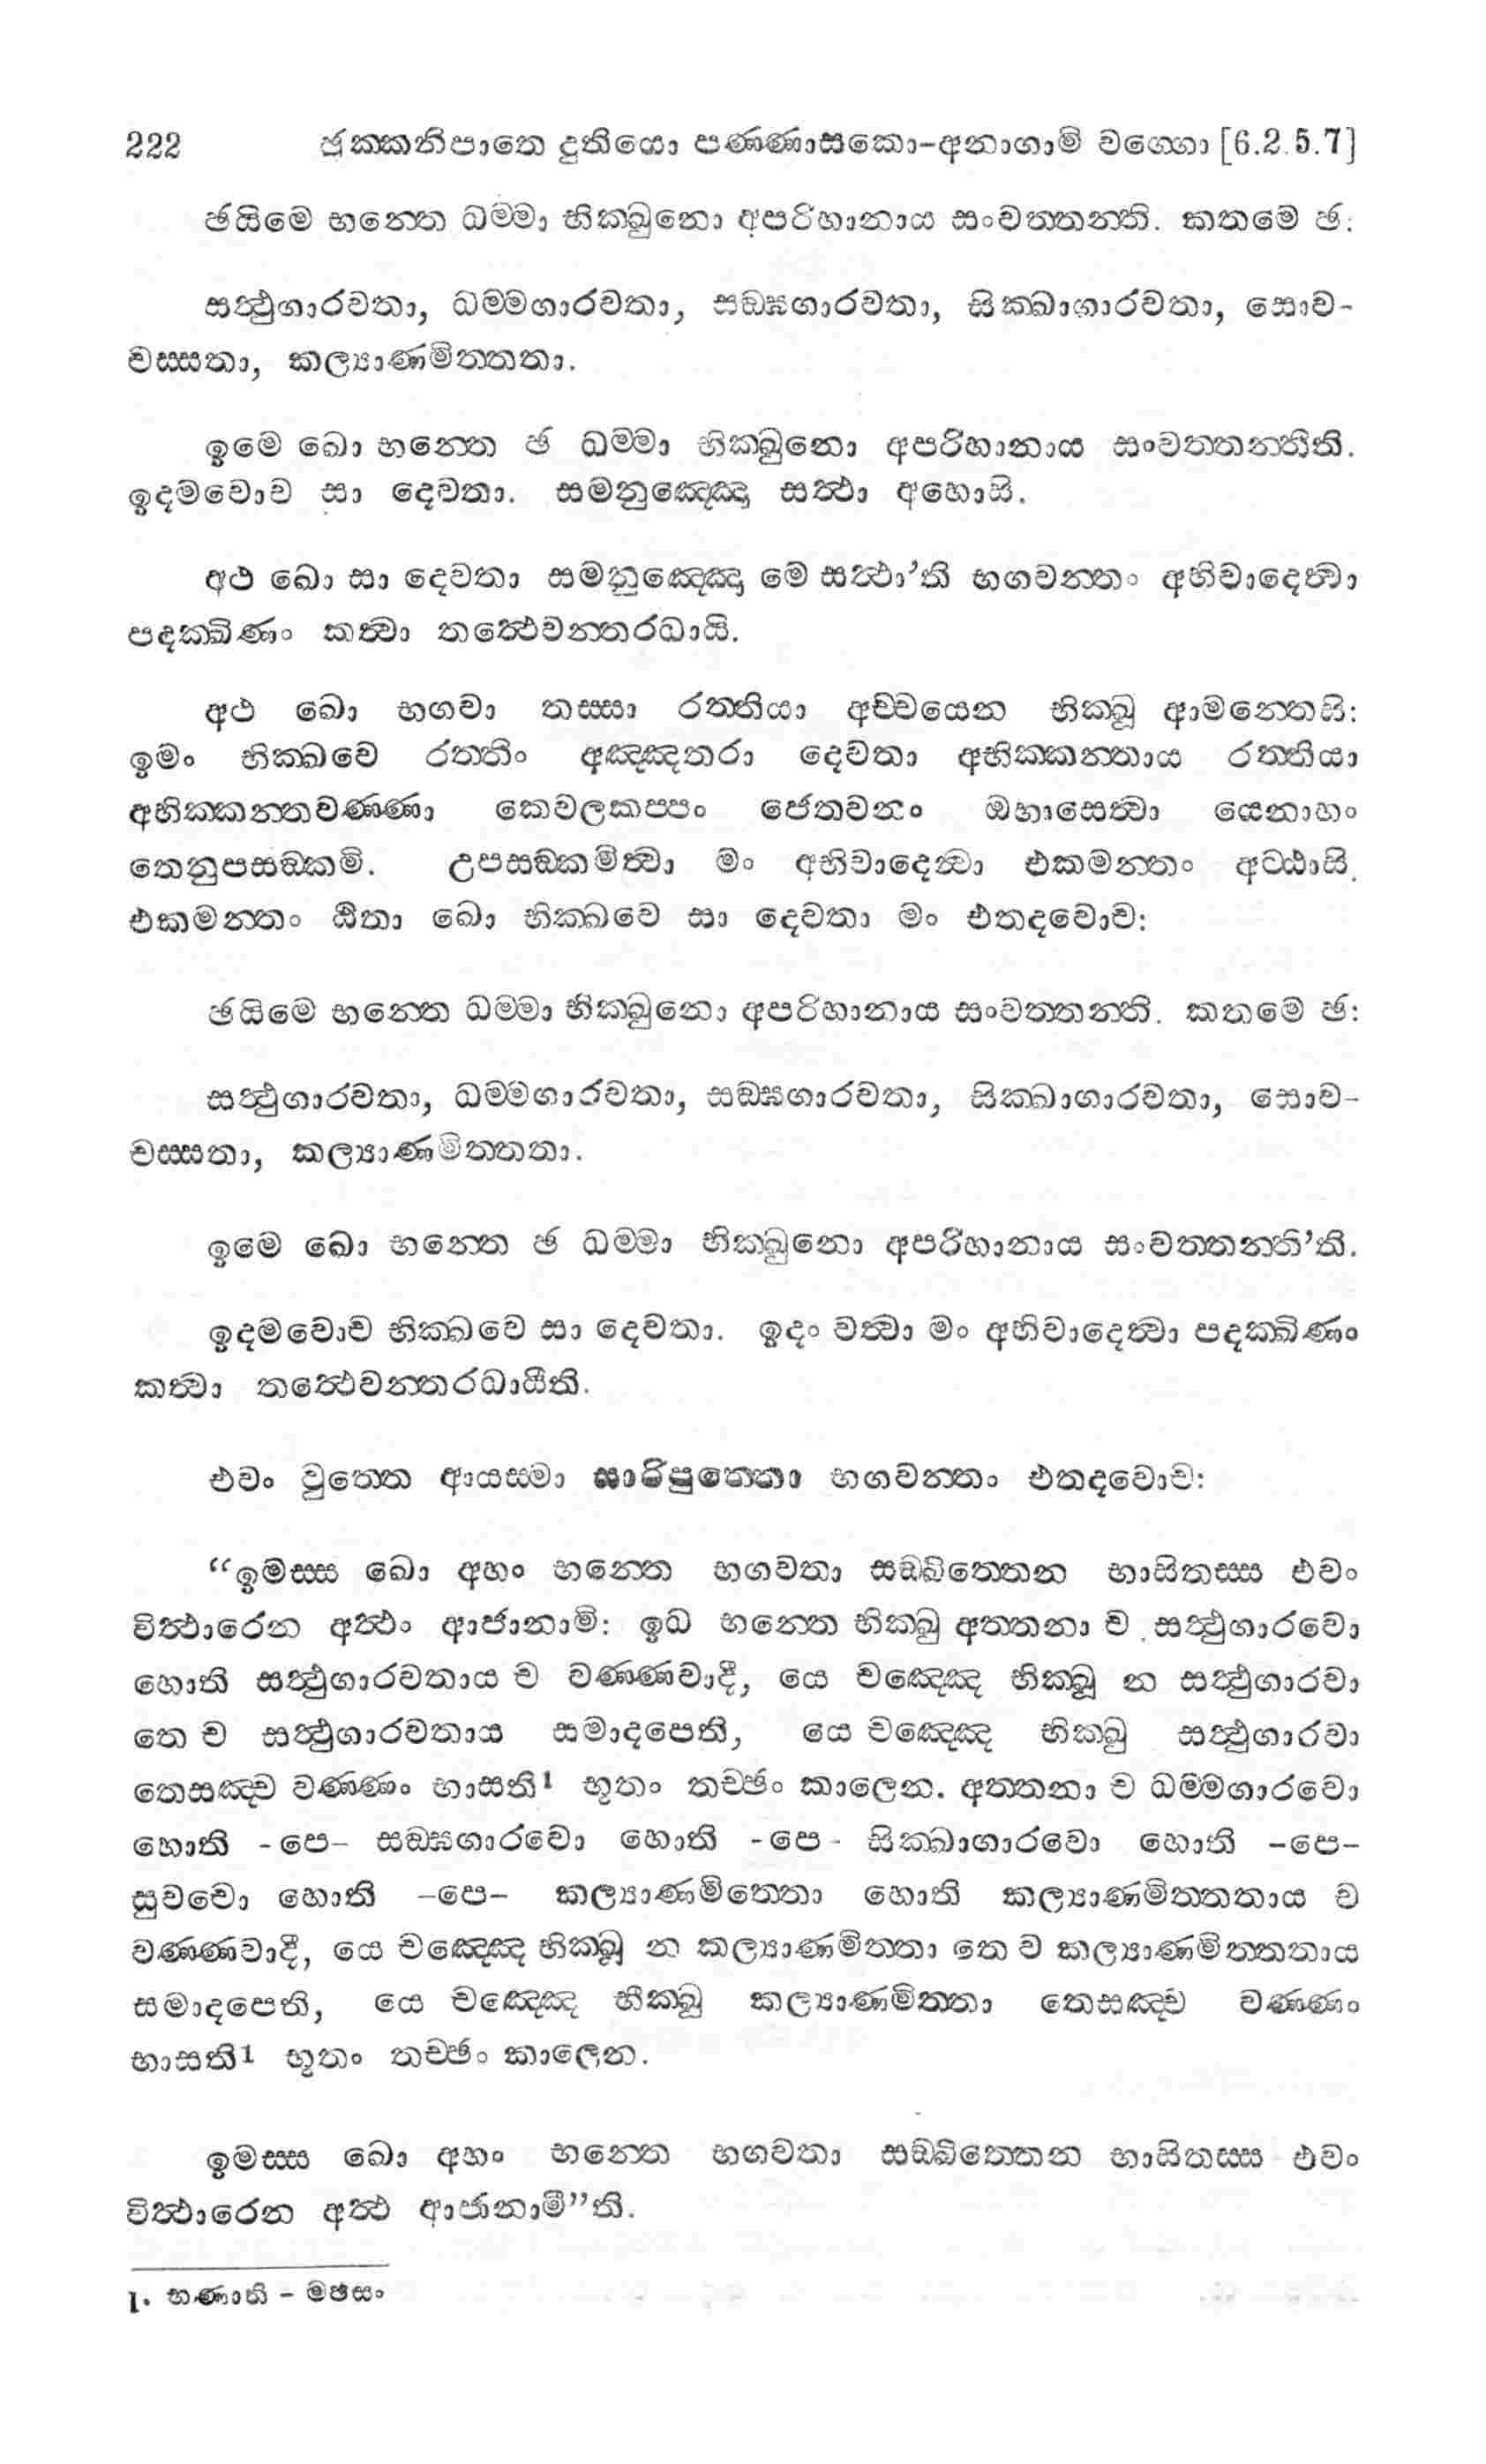 222 ඡක්කනිපාතෙ දුතියො පණ්ණාසකො-අනාගාමි වග්ගො [6.2.5.7]
ඡයිමෙ භන්තෙ ධම්මා භික්ඛුනො අපරිහානාය සංවත්තන්ති. කතමෙ ඡ:
සත්ථුගාරවතා, ධම්මගාරවතා, සඞ්ඝගාරවතා, සික්ඛාගාරවතා, සොව-
චස්සතා, කල්‍යාණමිත්තතා.
ඉමෙ ඛො භන්තෙ ඡ ධම්මා භික්ඛුනො අපරිහානාය සංවත්තන්තීති.
ඉදමවොච සා දෙවතා. සමනුඤ්ඤො සත්ථා අහොසි.
අථ ඛො සා දෙවතා සමනුඤ්ඤො මෙ සත්ථා’ති භගවන්තං අභිවාදෙත්‍වා
පදක්ඛිණං කත්‍වා තත්ථෙවන්තරධායි.
අථ ඛො භගවා තස්සා රත්තියා අච්චයෙන භික්ඛූ ආමන්තෙසි:
ඉමං භික්ඛවෙ රත්තිං අඤ්ඤතරා දෙවතා අභික්කන්තාය රත්තියා
අභික්කන්තවණ්ණා කෙවලකප්පං ජෙතවනං ඔභාසෙත්‍වා යෙනාහං
තෙනුපසඞ්කමි. උපසඞ්කමිත්‍වා මං අභිවාදෙත්‍වා එකමන්තං අට්ඨාසි.
එකමන්තං ඨිතා ඛො භික්ඛවෙ සා දෙවතා මං එතදවොච:
ඡයිමෙ භන්තෙ ධම්මා භික්ඛුනො අපරිහානාය සංවත්තන්ති. කතමෙ ඡ:
සත්ථුගාරවතා, ධම්මගාරවතා, සඞ්ඝගාරවතා, සික්ඛාගාරවතා, සොව-
චස්සතා, කල්‍යාණමිත්තතා.
ඉමෙ ඛො භන්තෙ ඡ ධම්මා භික්ඛුනො අපරිහානාය සංවත්තන්ති’ති.
ඉදමවොච භික්ඛවෙ සා දෙවතා. ඉදං වත්‍වා මං අභිවාදෙත්‍වා පදක්ඛිණං
කත්‍වා තත්ථෙවන්තරධායීති.
එවං වුත්තෙ ආයස්මා සාරිපුත්තො භගවන්තං එතදවොච:
“ඉමස්ස ඛො අහං භන්තෙ භගවතා සඞ්ඛිත්තෙන භාසිතස්ස එවං
විත්ථාරෙන අත්ථං ආජානාමි: ඉධ භන්තෙ භික්ඛු අත්තනා ච සත්ථුගාරවො
හොති සත්ථුගාරවතාය ච වණ්ණවාදී, යෙ චඤ්ඤෙ භික්ඛූ න සත්ථුගාරවා
තෙ ච සත්ථුගාරවතාය සමාදපෙති, යෙ චඤ්ඤෙ භික්ඛු සත්ථුගාරවා
තෙසඤ්ච වණ්ණං භාසති1 භූතං තච්ඡං කාලෙන. අත්තනා ච ධම්මගාරවො
හොති -පෙ- සඞ්ඝගාරවො හොති -පෙ- සික්ඛාගාරවො හොති -පෙ-
සුවචො හොති -පෙ- කල්‍යාණමිත්තො හොති කල්‍යාණමිත්තතාය ච
වණ්ණවාදී, යෙ චඤ්ඤෙ භික්ඛූ න කල්‍යාණමිත්තා තෙ ච කල්‍යාණමිත්තතාය
සමාදපෙති, යෙ චඤ්ඤෙ භික්ඛු කල්‍යාණමිත්තා තෙසඤ්ච වණ්ණං
භාසති1 භූතං තච්ඡං කාලෙන.
ඉමස්ස ඛො අහං භන්තෙ භගවතා සඞ්ඛිත්තෙන භාසිතස්ස එවං
විත්ථාරෙන අත්ථ ආජානාමී”ති.
1. භණාති - මඡසං